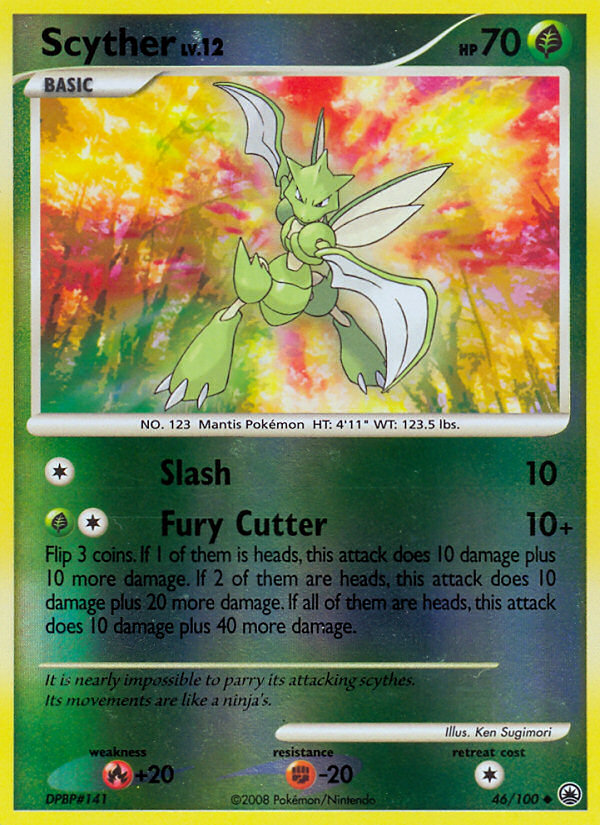 Scyther LV.12 HP 70
BASIC
NO. 123 Mantis Pokémon HT: 4'11" WT: 123.5 lbs.
Slash 10
Fury Cutter 10+
Flip 3 coins. If 1 of them is heads, this attack does 10 damage plus
10 more damage. If 2 of them are heads, this attack does 10
damage plus 20 more damage. If all of them are heads, this attack
does 10 damage plus 40 more damage.
It is nearly impossible to parry its attacking scythes.
Its movements are like a ninja's.
Illus. Ken Sugimori
weakness resistance retreat cost
+20 -20
DPBP#141 ©2008 Pokémon/Nintendo 46/100